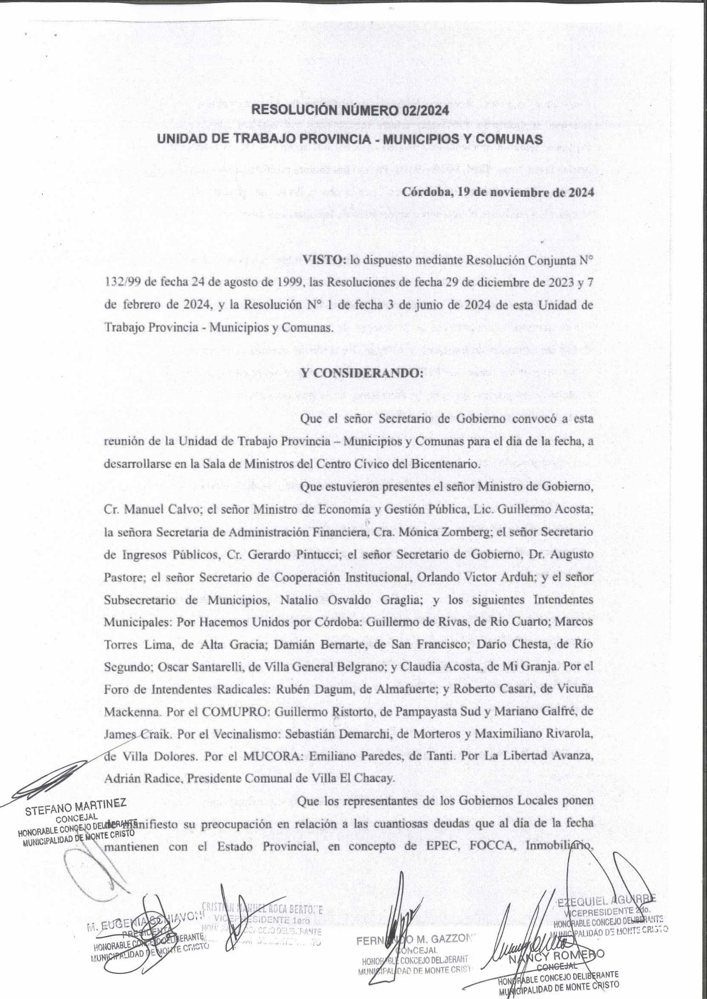 RESOLUCIÓN NÚMERO 02/2024
UNIDAD DE TRABAJO PROVINCIA - MUNICIPIOS Y COMUNAS
Córdoba, 19 de noviembre de 2024
VISTO: lo dispuesto mediante Resolución Conjunta N°
132/99 de fecha 24 de agosto de 1999, las Resoluciones de fecha 29 de diciembre de 2023 y 7
de febrero de 2024, y la Resolución N° 1 de fecha 3 de junio de 2024 de esta Unidad de
Trabajo Provincia - Municipios y Comunas.
Y CONSIDERANDO:
Que el señor Secretario de Gobierno convocó a esta
reunión de la Unidad de Trabajo Provincia – Municipios y Comunas para el día de la fecha, a
desarrollarse en la Sala de Ministros del Centro Cívico del Bicentenario.
Que estuvieron presentes el señor Ministro de Gobierno,
Cr. Manuel Calvo; el señor Ministro de Economía y Gestión Pública, Lic. Guillermo Acosta;
la señora Secretaria de Administración Financiera, Cra. Mónica Zornberg; el señor Secretario
de Ingresos Públicos, Cr. Gerardo Pintucci; el señor Secretario de Gobierno, Dr. Augusto
Pastore; el señor Secretario de Cooperación Institucional, Orlando Victor Arduh; y el señor
Subsecretario de Municipios, Natalio Osvaldo Graglia; y los siguientes Intendentes
Municipales: Por Hacemos Unidos por Córdoba: Guillermo de Rivas, de Río Cuarto; Marcos
Torres Lima, de Alta Gracia; Damián Bernarte, de San Francisco; Darío Chesta, de Río
Segundo; Oscar Santarelli, de Villa General Belgrano; y Claudia Acosta, de Mi Granja. Por el
Foro de Intendentes Radicales: Rubén Dagum, de Almafuerte; y Roberto Casari, de Vicuña
Mackenna. Por el COMUPRO: Guillermo Ristorto, de Pampayasta Sud y Mariano Galfré, de
James Craik. Por el Vecinalismo: Sebastián Demarchi, de Morteros y Maximiliano Rivarola,
de Villa Dolores. Por el MUCORA: Emiliano Paredes, de Tanti. Por La Libertad Avanza,
Adrián Radice, Presidente Comunal de Villa El Chacay.
Que los representantes de los Gobiernos Locales ponen
de manifiesto su preocupación en relación a las cuantiosas deudas que al día de la fecha
mantienen con el Estado Provincial, en concepto de EPEC, FOCCA, Inmobiliario,
STEFANO MARTINEZ
CONCEJAL
HONORABLE CONCEJO DELIBERANTE
MUNICIPALIDAD DE MONTE CRISTO
M. EUGENIA SCHIAVONI
PRESIDENTA
HONORABLE CONCEJO DELIBERANTE
MUNICIPALIDAD DE MONTE CRISTO
CRISTIAN MANUEL ROCA BERTONE
VICEPRESIDENTE 1ero
CONCEJO DELIBERANTE
FERNANDO M. GAZZONI
CONCEJAL
HONORABLE CONCEJO DELIBERANT
MUNICIPALIDAD DE MONTE CRIST
EZEQUIEL AGUIRRE
VICEPRESIDENTE 2do.
HONORABLE CONCEJO DELIBERANTE
MUNICIPALIDAD DE MONTE CRISTO
NANCY ROMERO
CONCEJAL
HONORABLE CONCEJO DELIBERANTE
MUNICIPALIDAD DE MONTE CRISTO